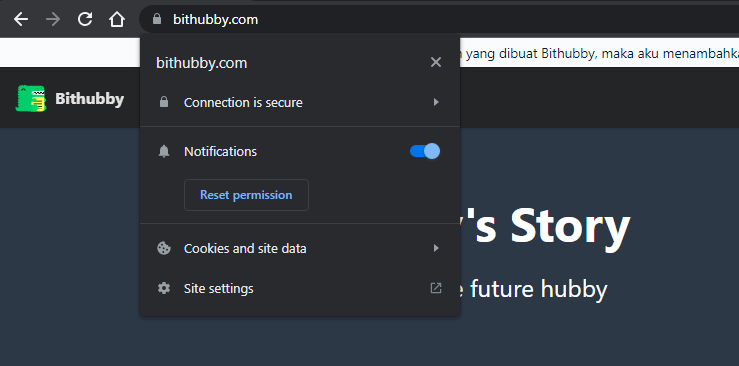 bithubby.com
bithubby.com
yang dibuat Bithubby, maka aku menambahka
Connection is secure
Bithubby
Notifications
Reset permission
's Story
Cookies and site data
future hubby
Site settings